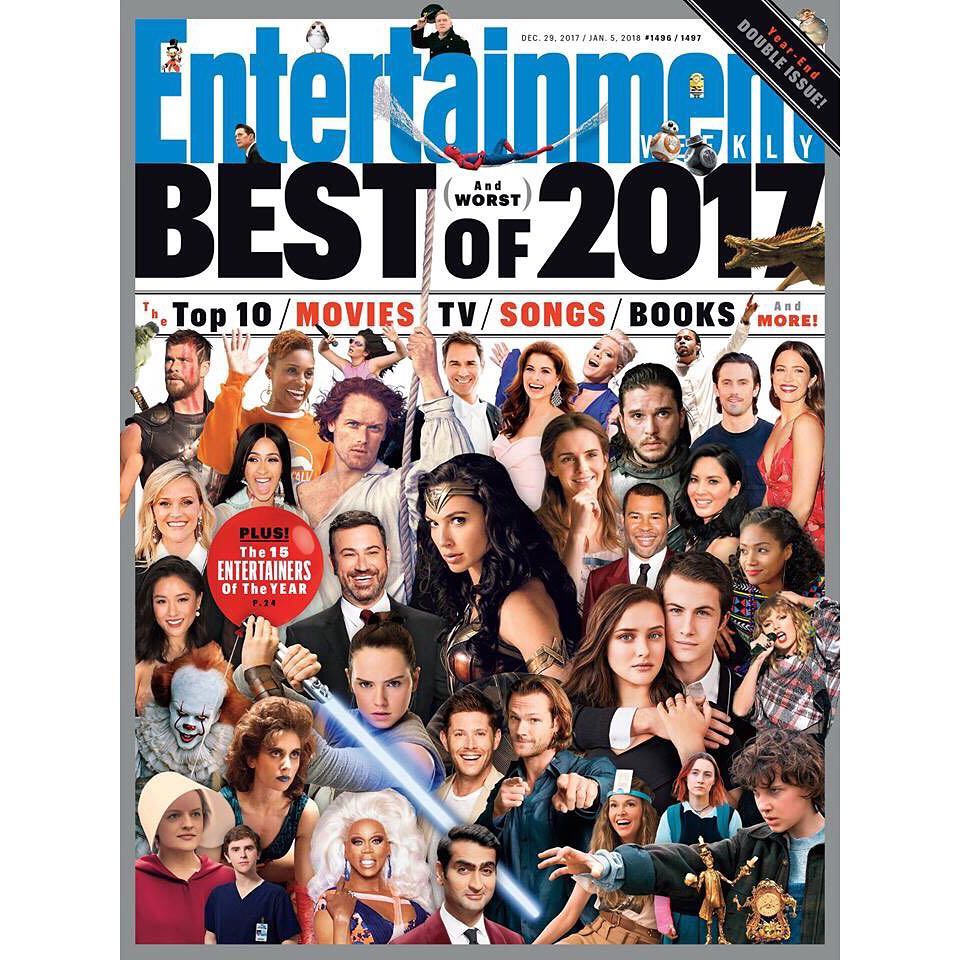 DEC. 29, 2017 / JAN. 5, 2018 #1496 / 1497
Year-End
DOUBLE ISSUE!
Entertainment
WEEKLY
BEST (And WORST) OF 2017
The Top 10 / MOVIES / TV / SONGS / BOOKS / And MORE!
PLUS!
The 15
ENTERTAINERS
Of The YEAR
P. 24